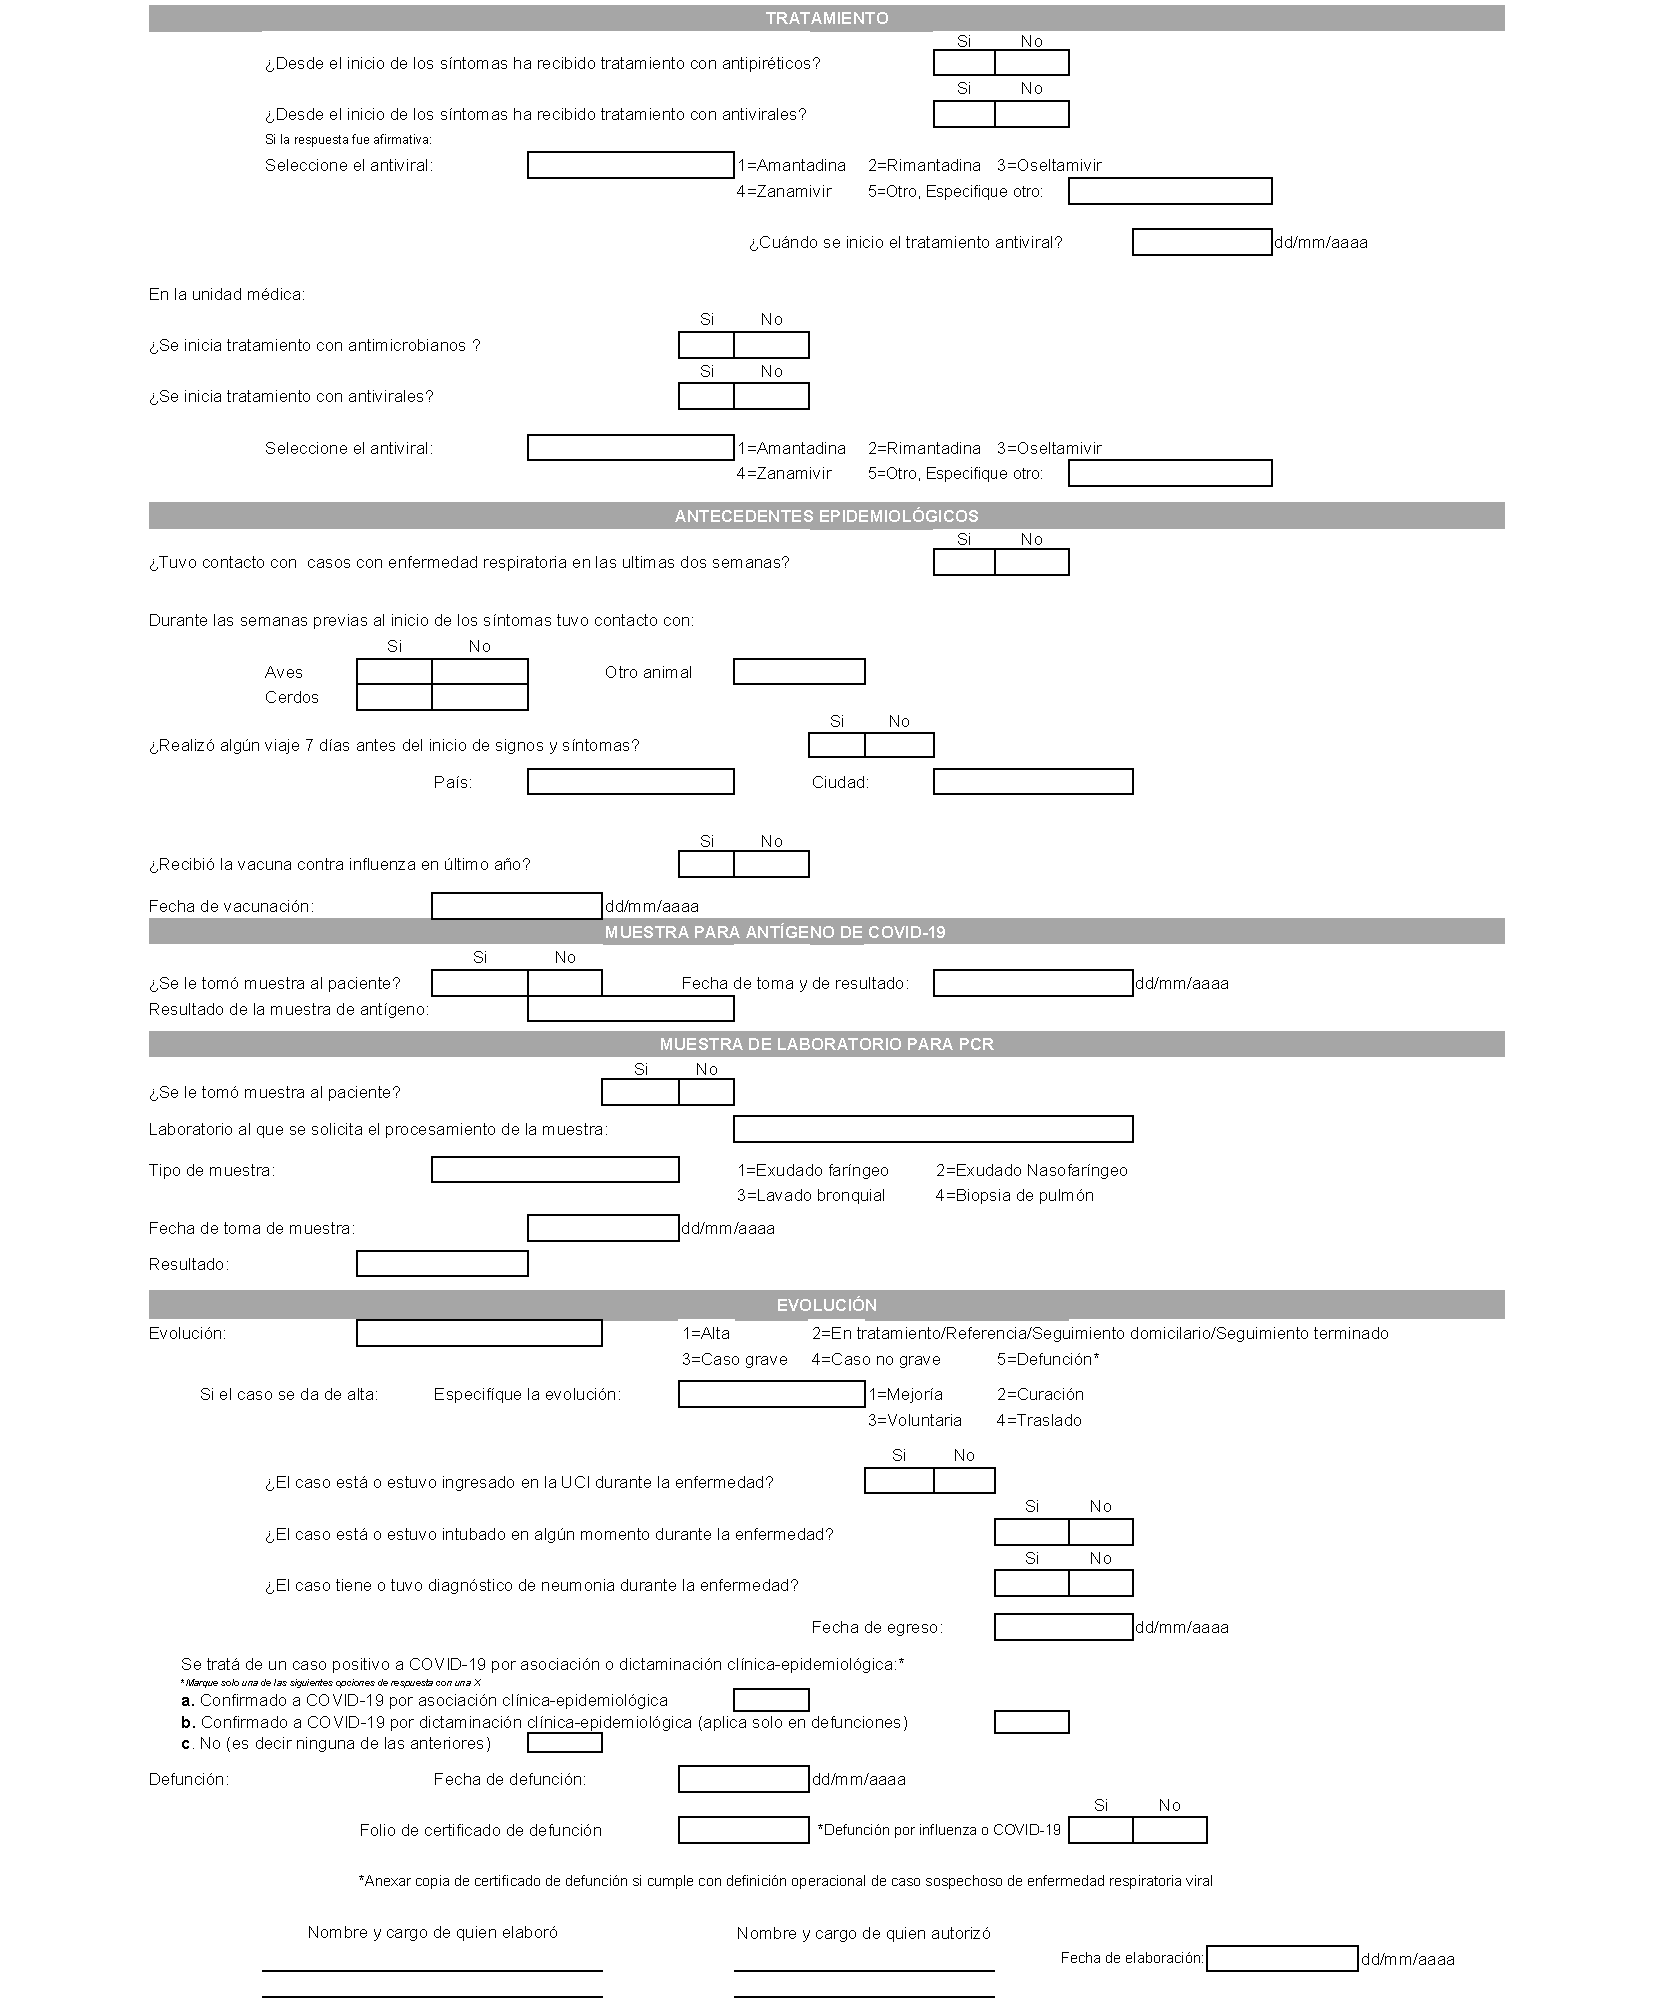 TRATAMIENTO
Si No
¿Desde el inicio de los síntomas ha recibido tratamiento con antipiréticos?
Si No
¿Desde el inicio de los síntomas ha recibido tratamiento con antivirales?
Si la respuesta fue afirmativa:
Seleccione el antiviral: 1=Amantadina 2=Rimantadina 3=Oseltamivir
4=Zanamivir 5=Otro, Especifique otro:
¿Cuándo se inicio el tratamiento antiviral? dd/mm/aaaa
En la unidad médica:
Si No
¿Se inicia tratamiento con antimicrobianos ?
Si No
¿Se inicia tratamiento con antivirales?
Seleccione el antiviral: 1=Amantadina 2=Rimantadina 3=Oseltamivir
4=Zanamivir 5=Otro, Especifique otro:
ANTECEDENTES EPIDEMIOLÓGICOS
Si No
¿Tuvo contacto con casos con enfermedad respiratoria en las ultimas dos semanas?
Durante las semanas previas al inicio de los síntomas tuvo contacto con:
Si No
Aves Otro animal
Cerdos
Si No
¿Realizó algún viaje 7 días antes del inicio de signos y síntomas?
País: Ciudad:
Si No
¿Recibió la vacuna contra influenza en último año?
Fecha de vacunación: dd/mm/aaaa
MUESTRA PARA ANTÍGENO DE COVID-19
Si No
¿Se le tomó muestra al paciente? Fecha de toma y de resultado: dd/mm/aaaa
Resultado de la muestra de antígeno:
MUESTRA DE LABORATORIO PARA PCR
Si No
¿Se le tomó muestra al paciente?
Laboratorio al que se solicita el procesamiento de la muestra:
Tipo de muestra: 1=Exudado faríngeo 2=Exudado Nasofaríngeo
3=Lavado bronquial 4=Biopsia de pulmón
Fecha de toma de muestra: dd/mm/aaaa
Resultado:
EVOLUCIÓN
Evolución: 1=Alta 2=En tratamiento/Referencia/Seguimiento domicilario/Seguimiento terminado
3=Caso grave 4=Caso no grave 5=Defunción*
Si el caso se da de alta: Especifíque la evolución: 1=Mejoría 2=Curación
3=Voluntaria 4=Traslado
Si No
¿El caso está o estuvo ingresado en la UCI durante la enfermedad?
Si No
¿El caso está o estuvo intubado en algún momento durante la enfermedad?
Si No
¿El caso tiene o tuvo diagnóstico de neumonia durante la enfermedad?
Fecha de egreso: dd/mm/aaaa
Se tratá de un caso positivo a COVID-19 por asociación o dictaminación clínica-epidemiológica:*
*Marque solo una de las siguientes opciones de respuesta con una X
a. Confirmado a COVID-19 por asociación clínica-epidemiológica
b. Confirmado a COVID-19 por dictaminación clínica-epidemiológica (aplica solo en defunciones)
c. No (es decir ninguna de las anteriores)
Defunción: Fecha de defunción: dd/mm/aaaa
Si No
Folio de certificado de defunción *Defunción por influenza o COVID-19
*Anexar copia de certificado de defunción si cumple con definición operacional de caso sospechoso de enfermedad respiratoria viral
Nombre y cargo de quien elaboró Nombre y cargo de quien autorizó
Fecha de elaboración: dd/mm/aaaa